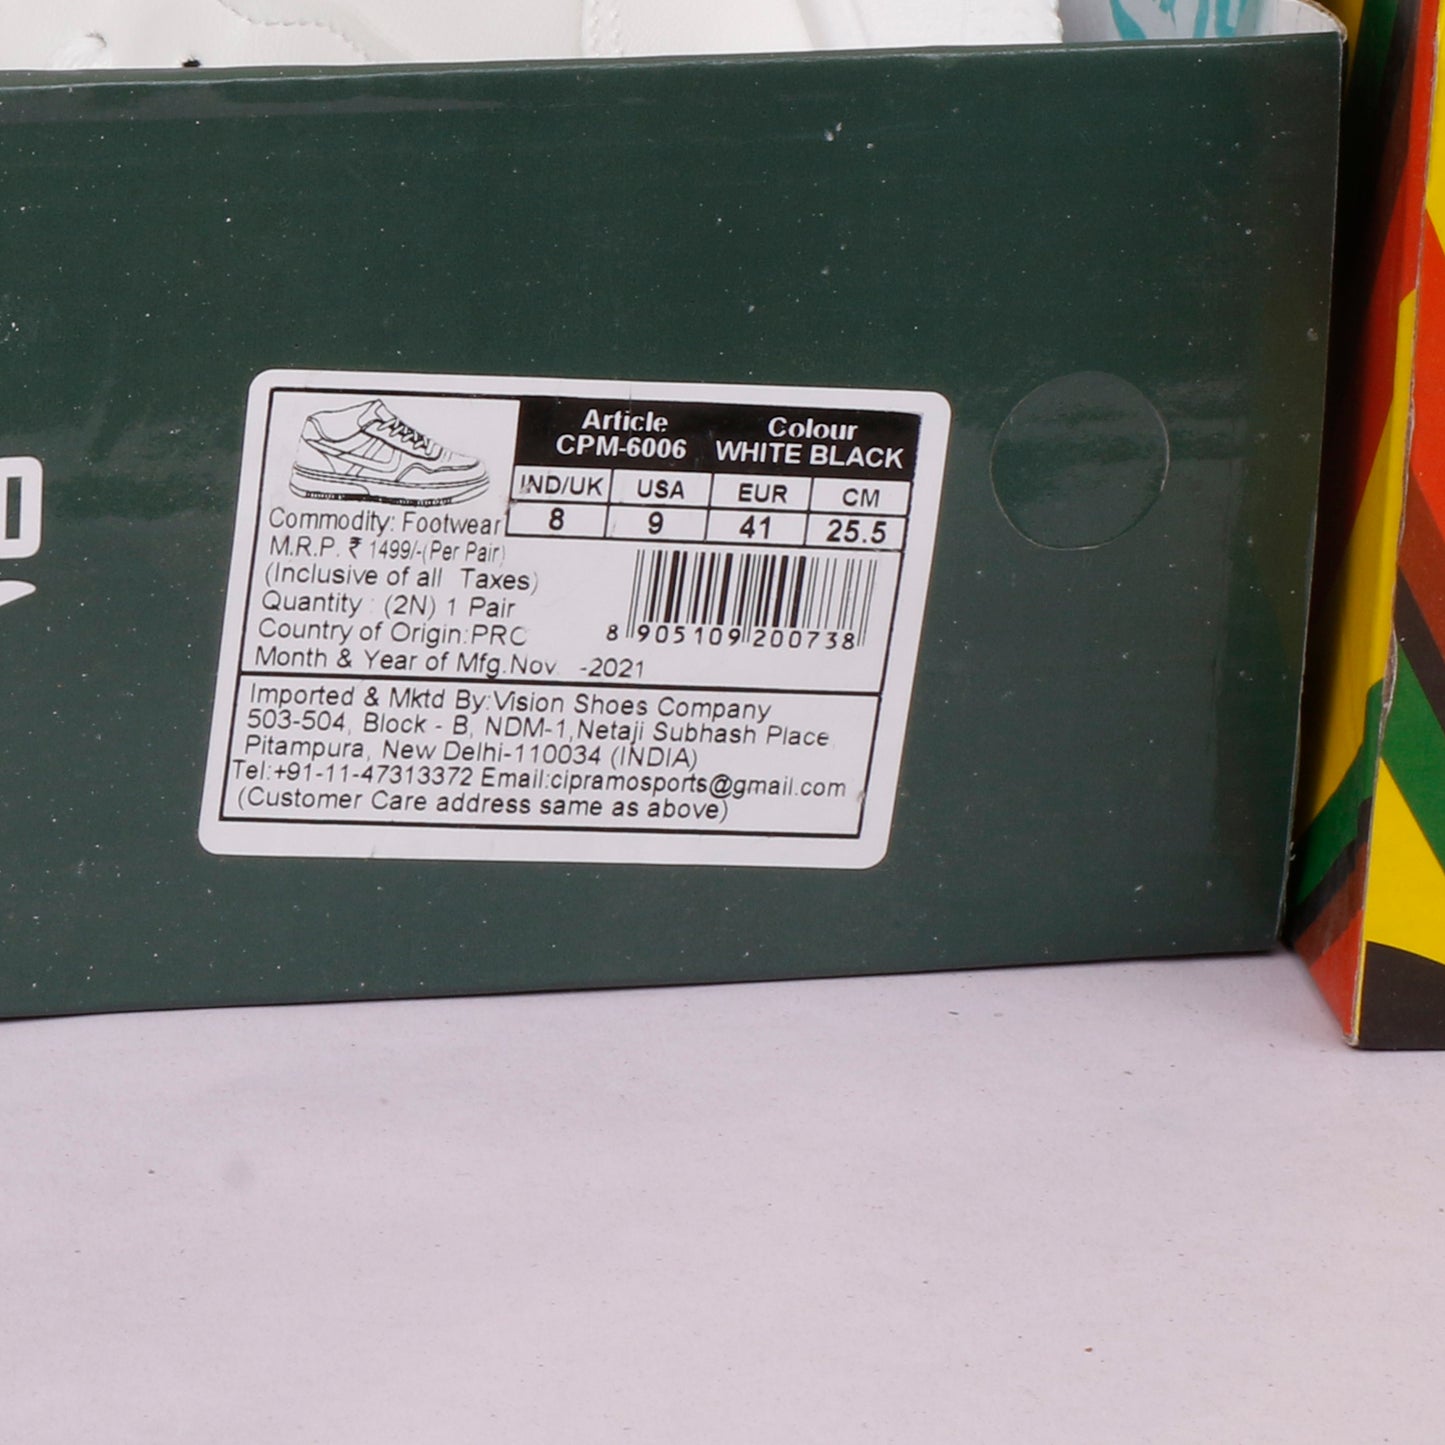 Article Colour
CPM-6006 WHITE BLACK
IND/UK USA EUR CM
8 9 41 25.5
Commodity: Footwear
M.R.P. ₹ 1499/-(Per Pair)
(Inclusive of all Taxes)
Quantity : (2N) 1 Pair
Country of Origin:PRC
Month & Year of Mfg.Nov. -2021
8 905109 200738
Imported & Mktd By:Vision Shoes Company
503-504, Block - B, NDM-1,Netaji Subhash Place,
Pitampura, New Delhi-110034 (INDIA)
Tel:+91-11-47313372 Email:cipramosports@gmail.com
(Customer Care address same as above)